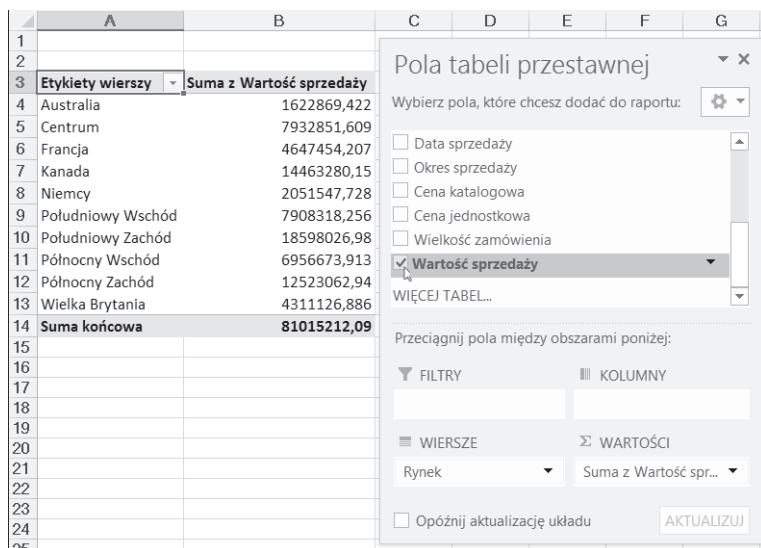 A B C D E F G
1
2
3 Etykiety wierszy Suma z Wartość sprzedaży
4 Australia 1622869,422
5 Centrum 7932851,609
6 Francja 4647454,207
7 Kanada 14463280,15
8 Niemcy 2051547,728
9 Południowy Wschód 7908318,256
10 Południowy Zachód 18598026,98
11 Północny Wschód 6956673,913
12 Północny Zachód 12523062,94
13 Wielka Brytania 4311126,886
14 Suma końcowa 81015212,09
15
16
17
18
19
20
21
22
23
24
25
Pola tabeli przestawnej
Wybierz pola, które chcesz dodać do raportu:
Data sprzedaży
Okres sprzedaży
Cena katalogowa
Cena jednostkowa
Wielkość zamówienia
Wartość sprzedaży
WIĘCEJ TABEL...
Przeciągnij pola między obszarami poniżej:
FILTRY
KOLUMNY
WIERSZE
Rynek
Σ WARTOŚCI
Suma z Wartość spr...
Opóźnij aktualizację układu
AKTUALIZUJ